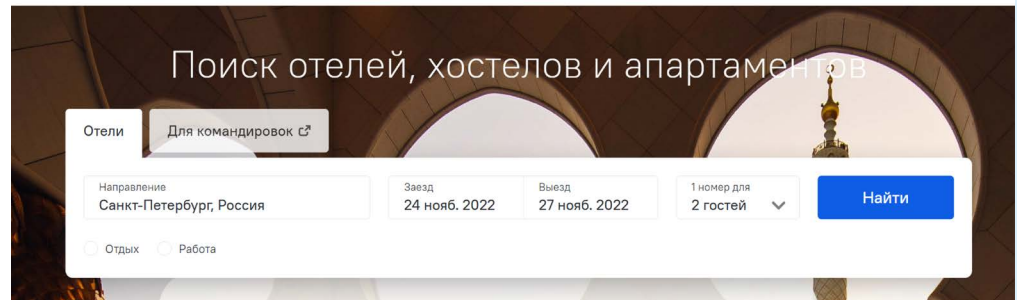 Поиск отелей, хостелов и апартаментов
Отели
Для командировок
Направление
Санкт-Петербург, Россия
Заезд
24 нояб. 2022
Выезд
27 нояб. 2022
1 номер для
2 гостей
Найти
Отдых
Работа